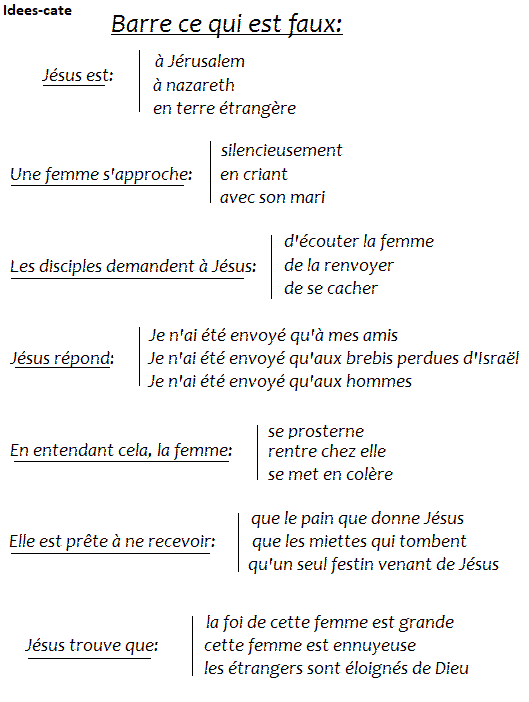 Idees-cate
Barre ce qui est faux:
Jésus est:
à Jérusalem
à nazareth
en terre étrangère
Une femme s'approche:
silencieusement
en criant
avec son mari
Les disciples demandent à Jésus:
d'écouter la femme
de la renvoyer
de se cacher
Jésus répond:
Je n'ai été envoyé qu'à mes amis
Je n'ai été envoyé qu'aux brebis perdues d'Israël
Je n'ai été envoyé qu'aux hommes
En entendant cela, la femme:
se prosterne
rentre chez elle
se met en colère
Elle est prête à ne recevoir:
que le pain que donne Jésus
que les miettes qui tombent
qu'un seul festin venant de Jésus
Jésus trouve que:
la foi de cette femme est grande
cette femme est ennuyeuse
les étrangers sont éloignés de Dieu